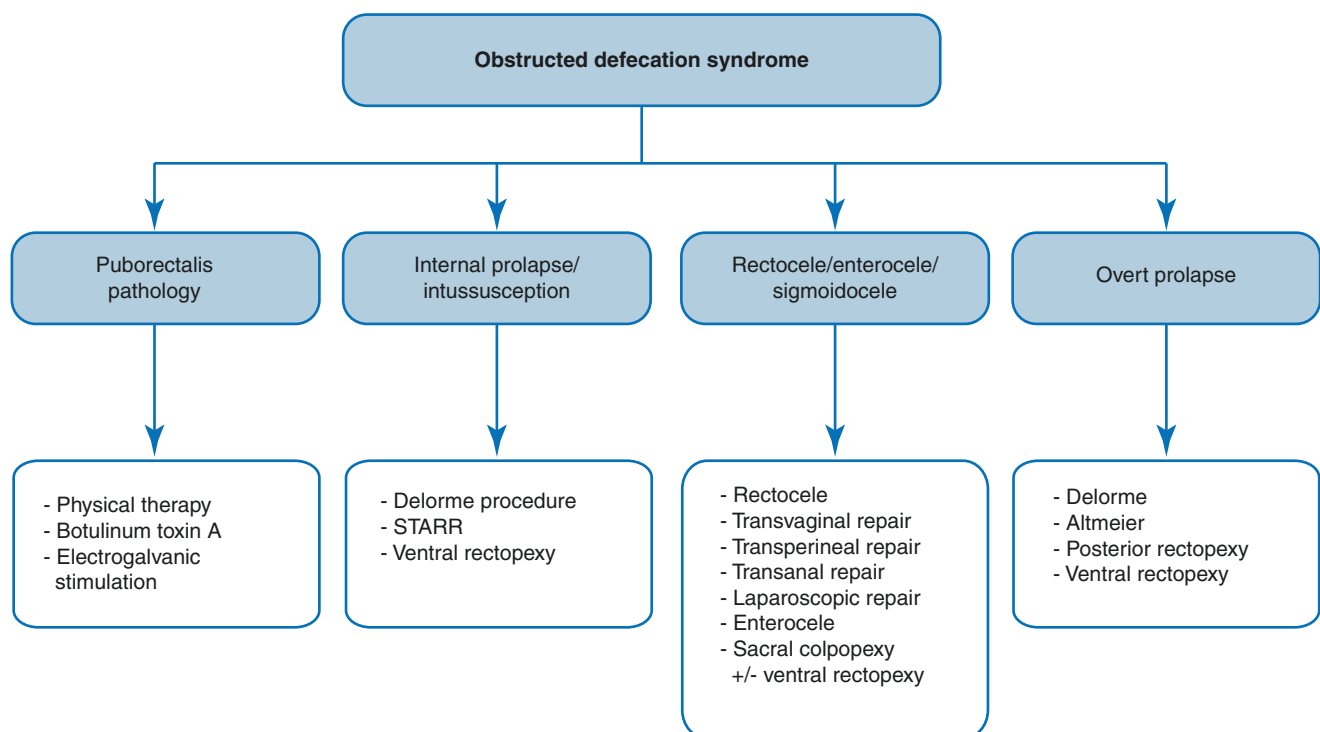 Obstructed defecation syndrome
Puborectalis
pathology
Internal prolapse/
intussusception
Rectocele/enterocele/
sigmoidocele
Overt prolapse
- Physical therapy
- Botulinum toxin A
- Electrogalvanic
stimulation
- Delorme procedure
- STARR
- Ventral rectopexy
- Rectocele
- Transvaginal repair
- Transperineal repair
- Transanal repair
- Laparoscopic repair
- Enterocele
- Sacral colpopexy
+/- ventral rectopexy
- Delorme
- Altmeier
- Posterior rectopexy
- Ventral rectopexy